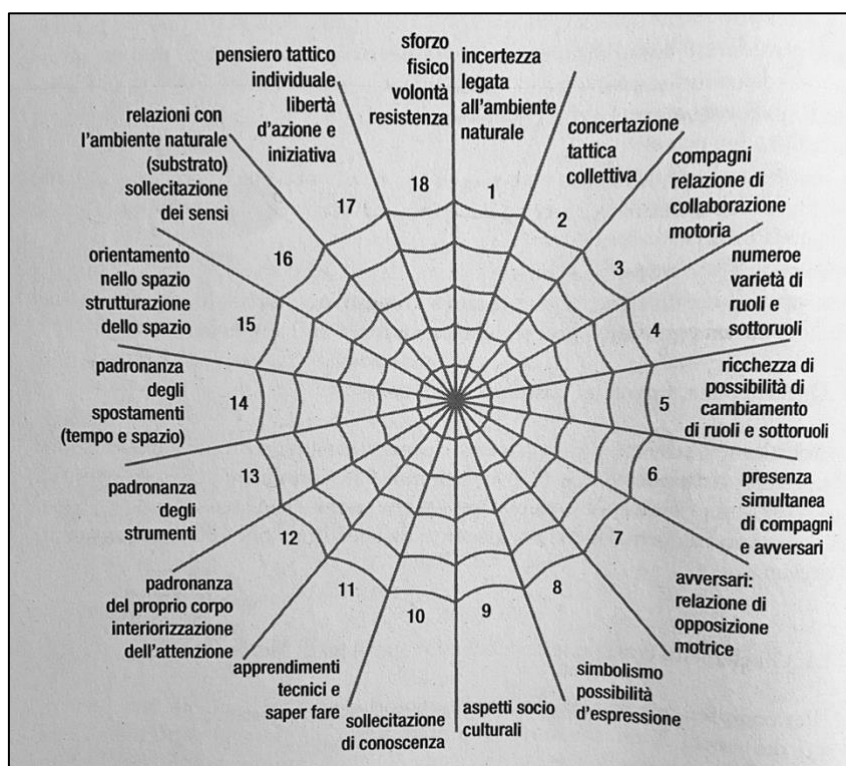 sforzo
fisico
volontà
resistenza
18
incertezza
legata
all'ambiente
naturale
1
concertazione
tattica
collettiva
2
compagni
relazione di
collaborazione
motoria
3
numeroe
varietà di
ruoli e
sottoruoli
4
ricchezza di
possibilità di
cambiamento
di ruoli e sottoruoli
5
presenza
simultanea
di compagni
e avversari
6
avversari:
relazione di
opposizione
motrice
7
simbolismo
possibilità
d'espressione
8
aspetti socio
culturali
9
sollecitazione
di conoscenza
10
apprendimenti
tecnici e
saper fare
11
padronanza
del proprio corpo
interiorizzazione
dell'attenzione
12
padronanza
degli
strumenti
13
padronanza
degli
spostamenti
(tempo e spazio)
14
orientamento
nello spazio
strutturazione
dello spazio
15
relazioni con
l'ambiente naturale
(substrato)
sollecitazione
dei sensi
16
pensiero tattico
individuale
libertà
d'azione e
iniziativa
17